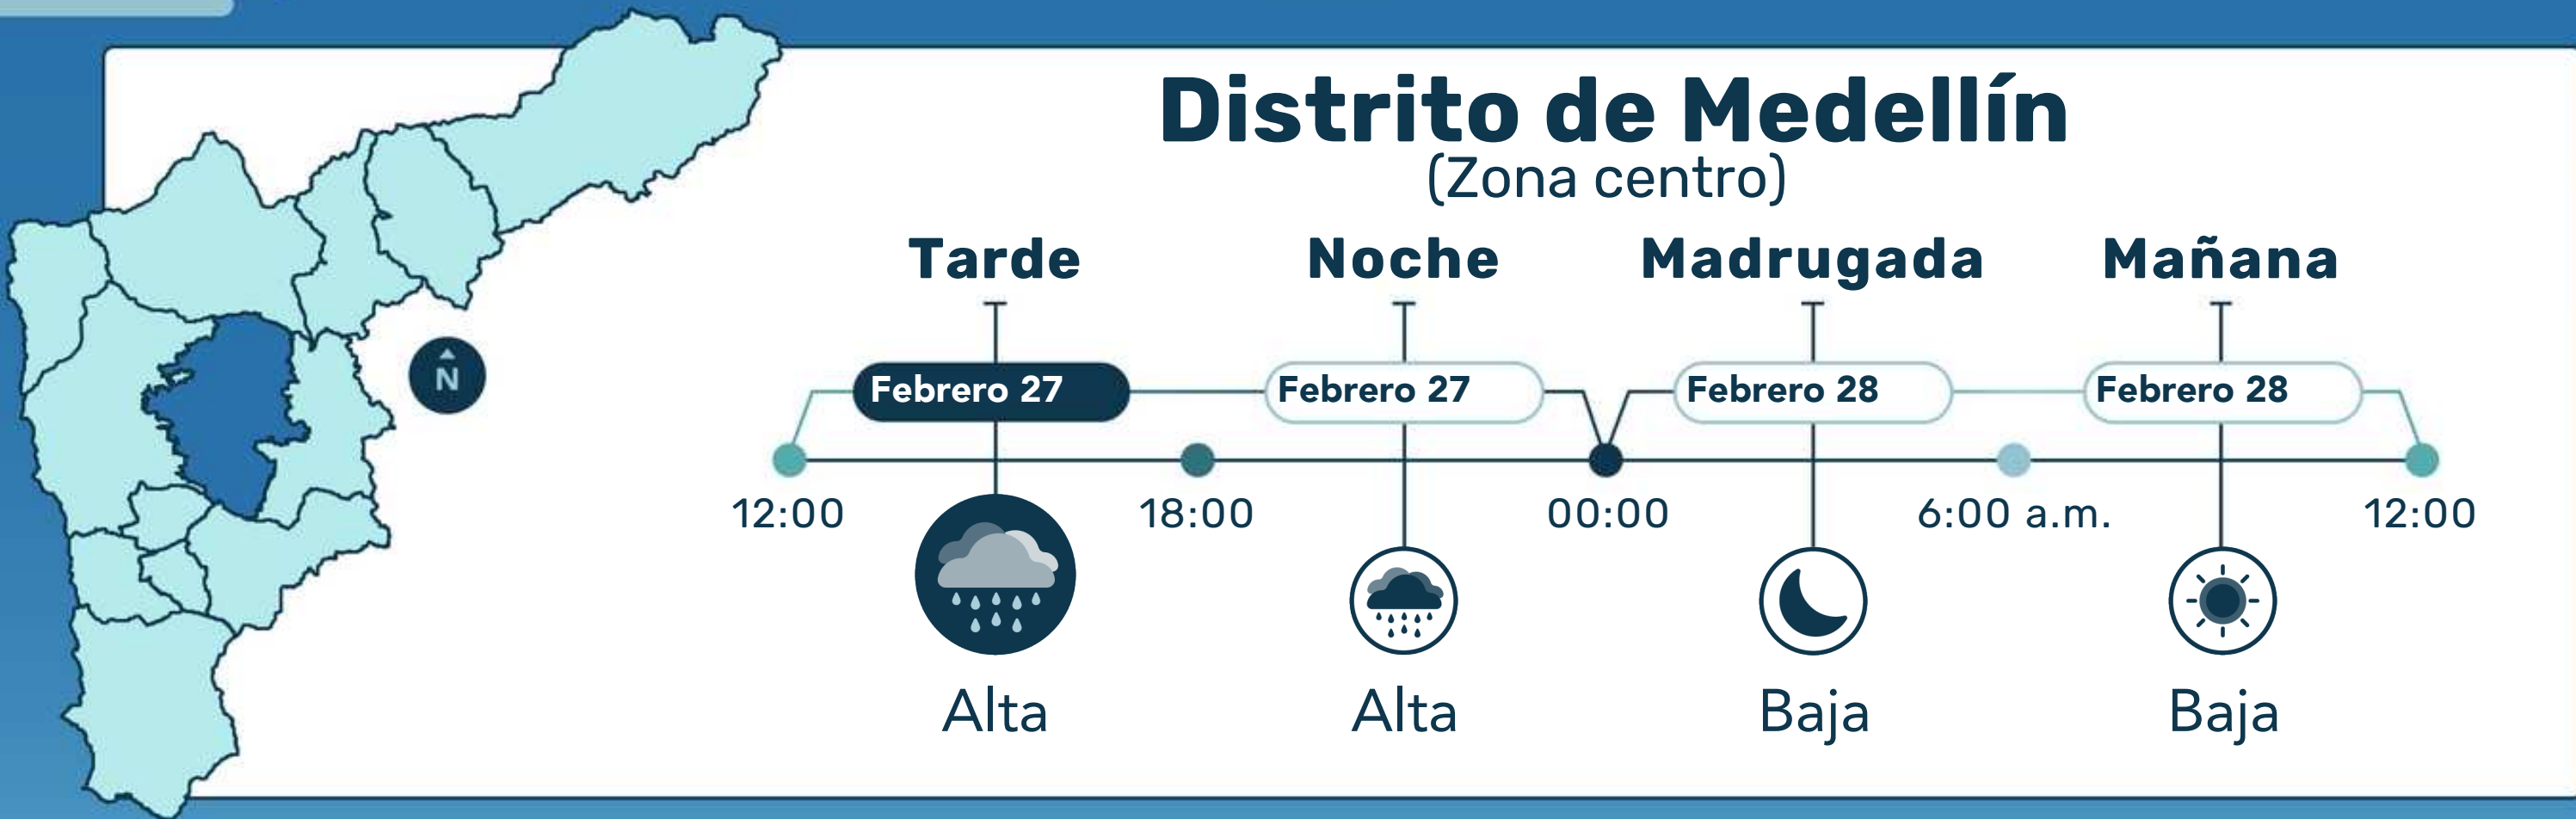 Distrito de Medellín
(Zona centro)
Tarde
Noche
Madrugada
Mañana
N
Febrero 27
Febrero 27
Febrero 28
Febrero 28
12:00
18:00
00:00
6:00 a.m.
12:00
Alta
Alta
Baja
Baja